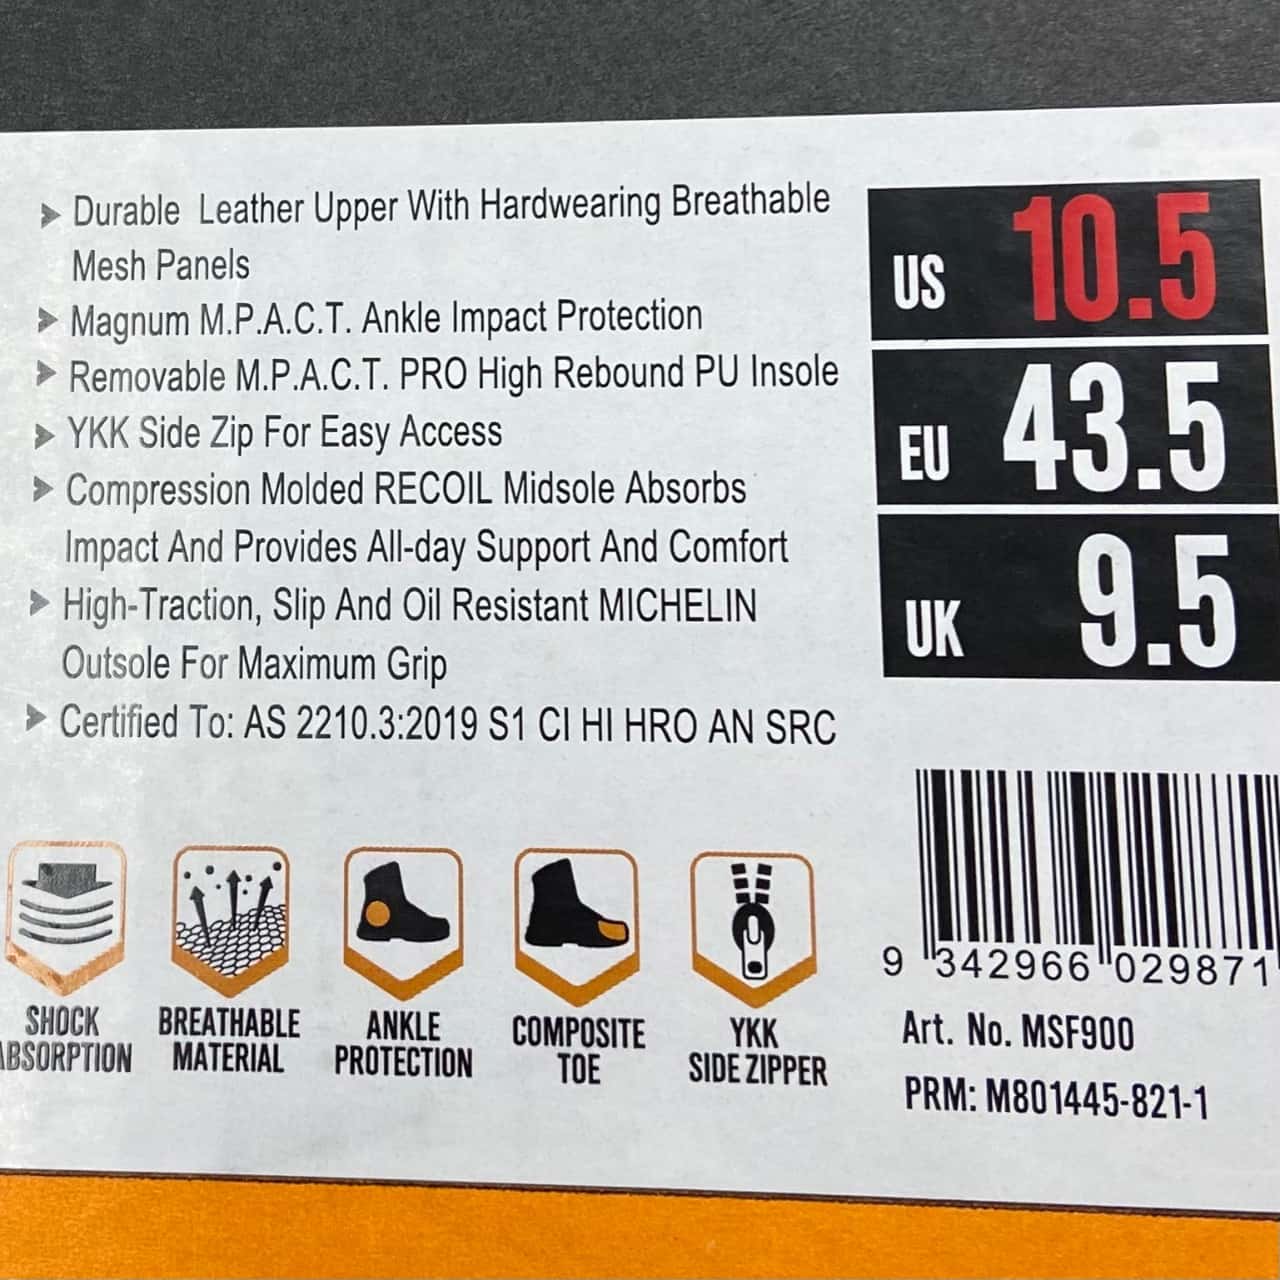 Durable Leather Upper With Hardwearing Breathable
Mesh Panels
Magnum M.P.A.C.T. Ankle Impact Protection
Removable M.P.A.C.T. PRO High Rebound PU Insole
YKK Side Zip For Easy Access
Compression Molded RECOIL Midsole Absorbs
Impact And Provides All-day Support And Comfort
High-Traction, Slip And Oil Resistant MICHELIN
Outsole For Maximum Grip
Certified To: AS 2210.3:2019 S1 CI HI HRO AN SRC
US 10.5
EU 43.5
UK 9.5
9 342966 029871
Art. No. MSF900
PRM: M801445-821-1
SHOCK
ABSORPTION
BREATHABLE
MATERIAL
ANKLE
PROTECTION
COMPOSITE
TOE
YKK
SIDE ZIPPER